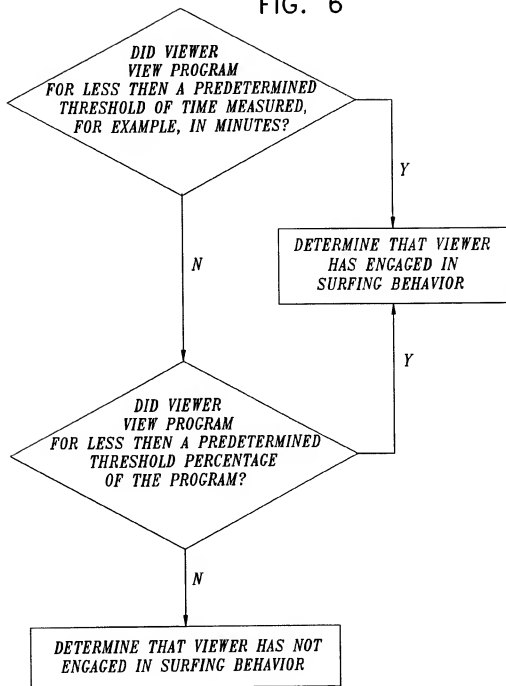 FIG. 6
DID VIEWER
VIEW PROGRAM
FOR LESS THEN A PREDETERMINED
THRESHOLD OF TIME MEASURED,
FOR EXAMPLE, IN MINUTES?
Y
N
DETERMINE THAT VIEWER
HAS ENGAGED IN
SURFING BEHAVIOR
Y
DID VIEWER
VIEW PROGRAM
FOR LESS THEN A PREDETERMINED
THRESHOLD PERCENTAGE
OF THE PROGRAM?
N
DETERMINE THAT VIEWER HAS NOT
ENGAGED IN SURFING BEHAVIOR